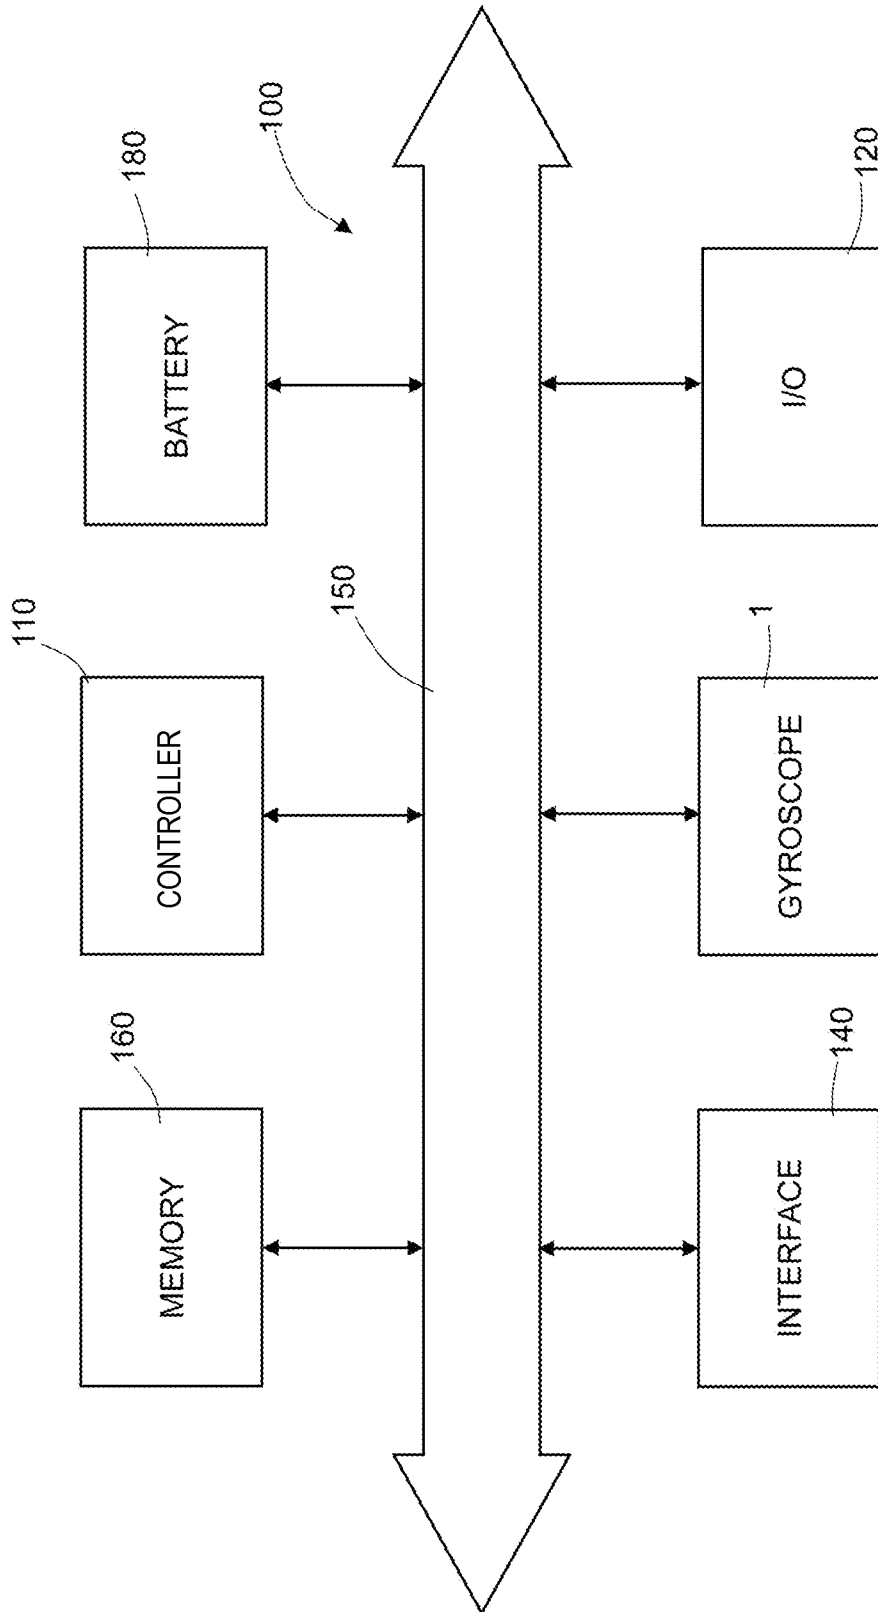 160
MEMORY
110
CONTROLLER
180
BATTERY
100
150
140
INTERFACE
1
GYROSCOPE
120
I/O